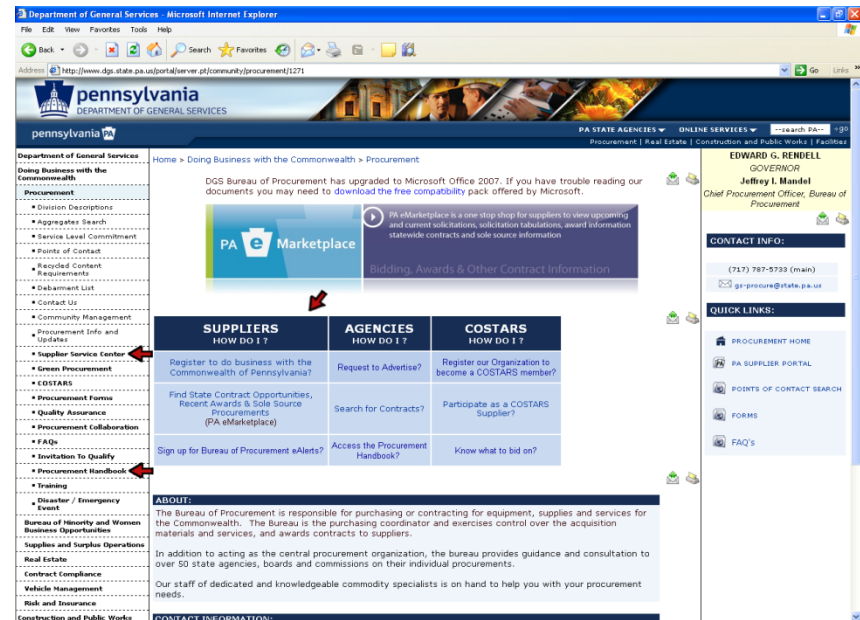 Department of General Services - Microsoft Internet Explorer
File Edit View Favorites Tools Help
Back Search Favorites
Address http://www.dgs.state.pa.us/portal/server.pt/community/procurement/1271 Go Links »
pennsylvania
DEPARTMENT OF GENERAL SERVICES
pennsylvania PA
PA STATE AGENCIES ONLINE SERVICES --search PA-- +go
Procurement | Real Estate | Construction and Public Works | Facilities
Department of General Services
Doing Business with the
Commonwealth
Procurement
Division Descriptions
Aggregates Search
Service Level Commitment
Points of Contact
Recycled Content
Requirements
Debarment List
Contact Us
Community Management
Procurement Info and
Updates
Supplier Service Center
Green Procurement
COSTARS
Procurement Forms
Quality Assurance
Procurement Collaboration
FAQs
Invitation To Qualify
Procurement Handbook
Training
Disaster / Emergency
Event
Bureau of Minority and Women
Business Opportunities
Supplies and Surplus Operations
Real Estate
Contract Compliance
Vehicle Management
Risk and Insurance
Construction and Public Works
Home > Doing Business with the Commonwealth > Procurement
DGS Bureau of Procurement has upgraded to Microsoft Office 2007. If you have trouble reading our
documents you may need to download the free compatibility pack offered by Microsoft.
PA e Marketplace
PA eMarketplace is a one stop shop for suppliers to view upcoming
and current solicitations, solicitation tabulations, award information
statewide contracts and sole source information
Bidding, Awards & Other Contract Information
SUPPLIERS
HOW DO I ?
AGENCIES
HOW DO I ?
COSTARS
HOW DO I ?
Register to do business with the
Commonwealth of Pennsylvania?
Request to Advertise?
Register our Organization to
become a COSTARS member?
Find State Contract Opportunities,
Recent Awards & Sole Source
Procurements
(PA eMarketplace)
Search for Contracts?
Participate as a COSTARS
Supplier?
Sign up for Bureau of Procurement eAlerts?
Access the Procurement
Handbook?
Know what to bid on?
ABOUT:
The Bureau of Procurement is responsible for purchasing or contracting for equipment, supplies and services for
the Commonwealth. The Bureau is the purchasing coordinator and exercises control over the acquisition
materials and services, and awards contracts to suppliers.
In addition to acting as the central procurement organization, the bureau provides guidance and consultation to
over 50 state agencies, boards and commissions on their individual procurements.
Our staff of dedicated and knowledgeable commodity specialists is on hand to help you with your procurement
needs.
CONTACT INFORMATION:
EDWARD G. RENDELL
GOVERNOR
Jeffrey I. Mandel
Chief Procurement Officer, Bureau of
Procurement
CONTACT INFO:
(717) 787-5733 (main)
gs-procure@state.pa.us
QUICK LINKS:
PROCUREMENT HOME
PA SUPPLIER PORTAL
POINTS OF CONTACT SEARCH
FORMS
FAQ's